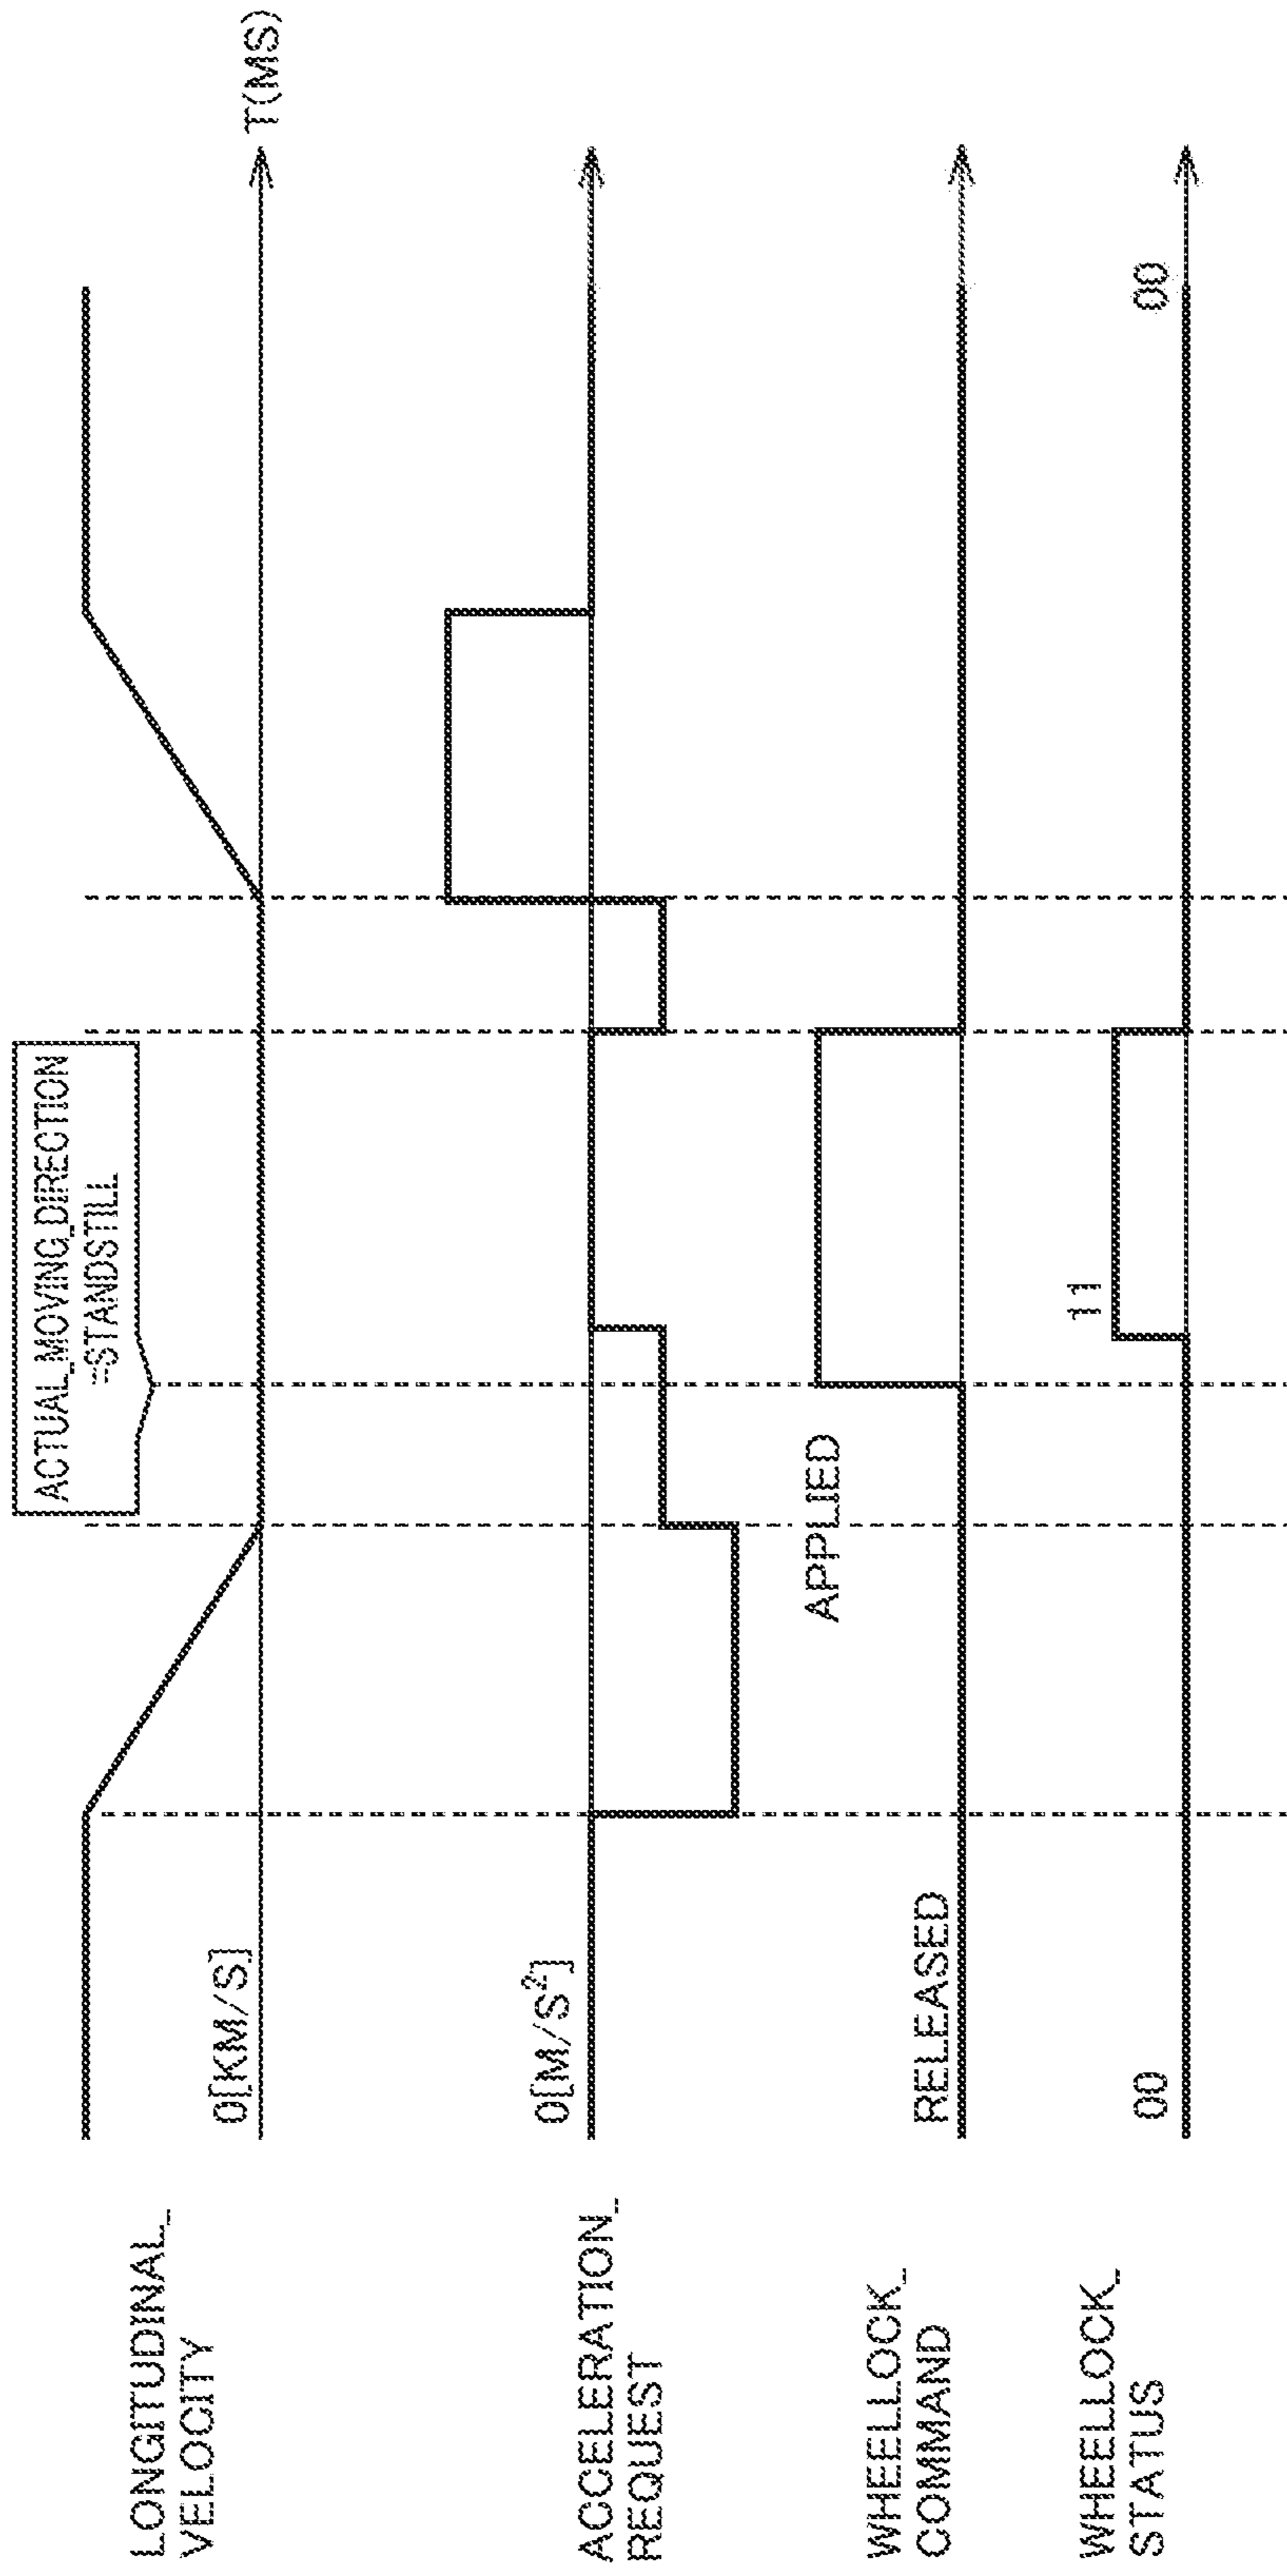 ACTUAL_MOVING_DIRECTION
=STANDSTILL
LONGITUDINAL_
VELOCITY
0[KM/S]
T(MS)
ACCELERATION_
REQUEST
0[M/S²]
WHEELLOCK_
COMMAND
RELEASED
APPLIED
WHEELLOCK_
STATUS
00
11
00